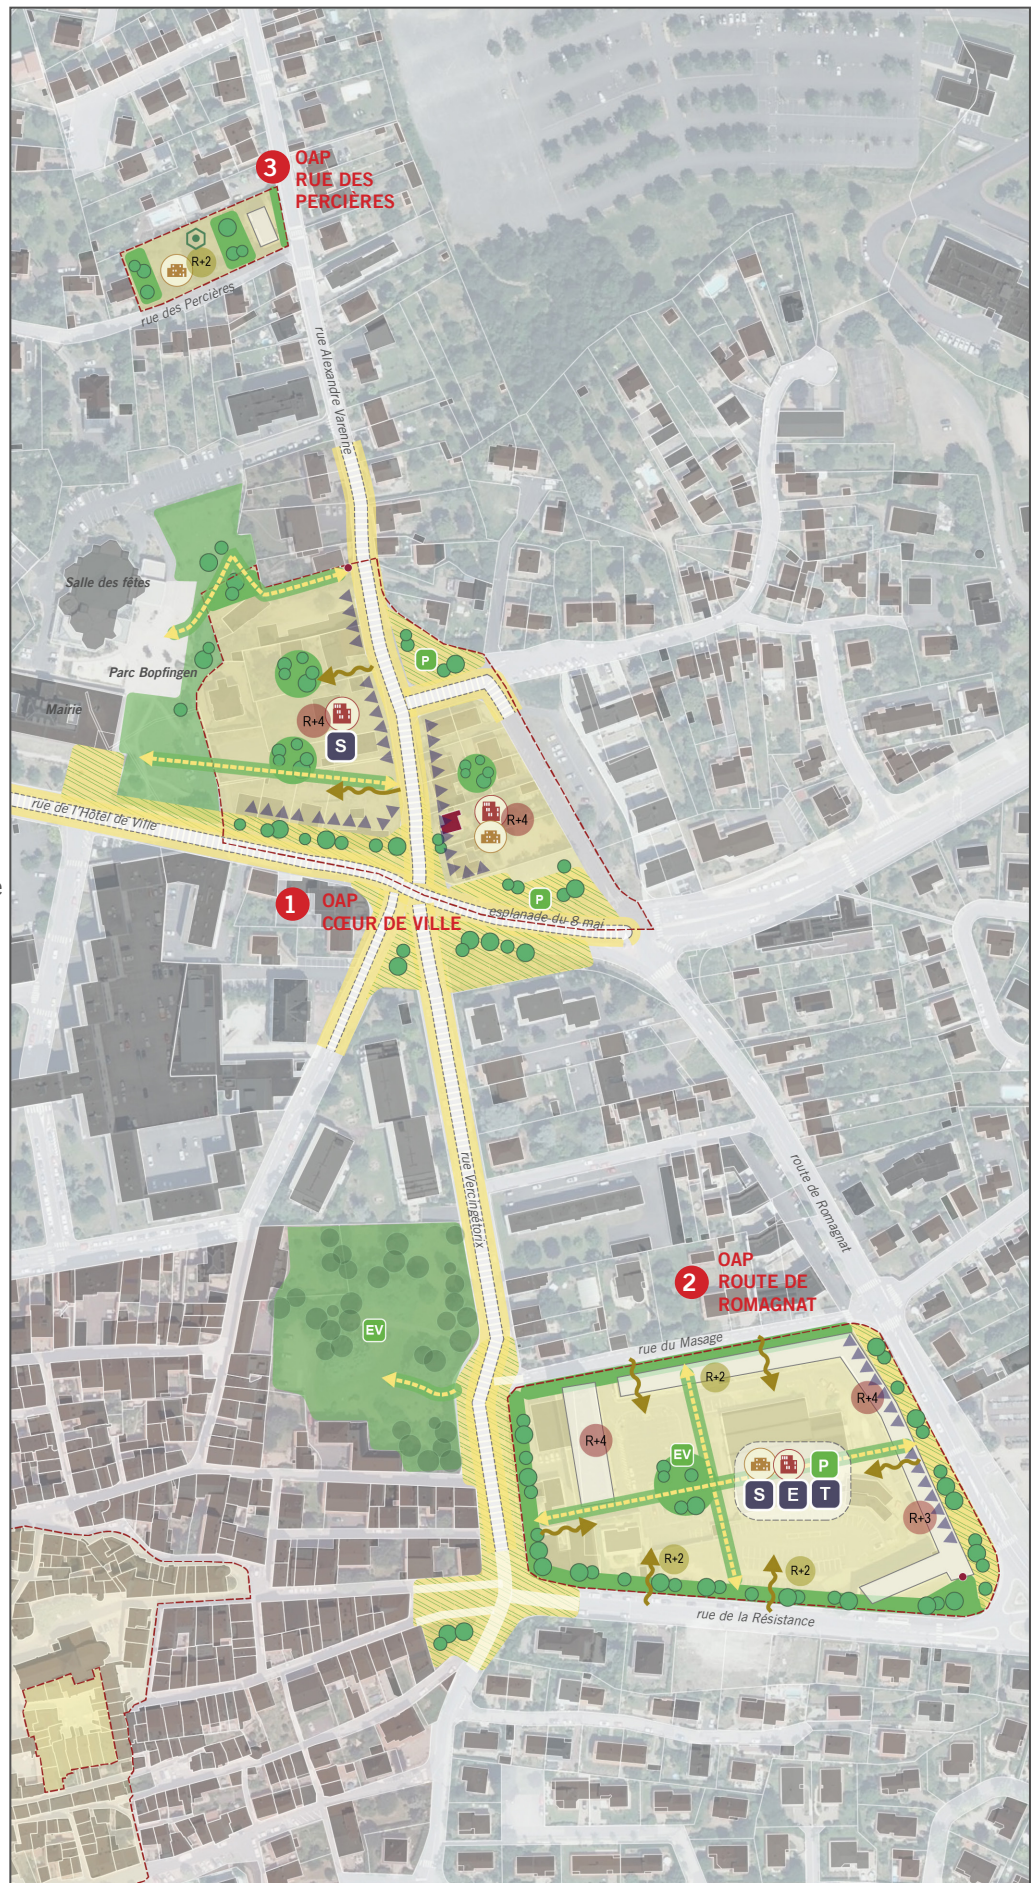 3
OAP
RUE DES
PERCIÈRES
R+2
rue des Percières
rue Alexandre Varenne
Salle des fêtes
P
Parc Bopfingen
Mairie
R+4
S
rue de l'Hôtel de Ville
R+4
1
OAP
CŒUR DE VILLE
P
esplanade du 8 mai
rue Vercingétorix
route de Romagnat
2
OAP
ROUTE DE
ROMAGNAT
EV
rue du Masage
R+2
R+4
R+4
EV
P
S E T
R+3
R+2
R+2
rue de la Résistance